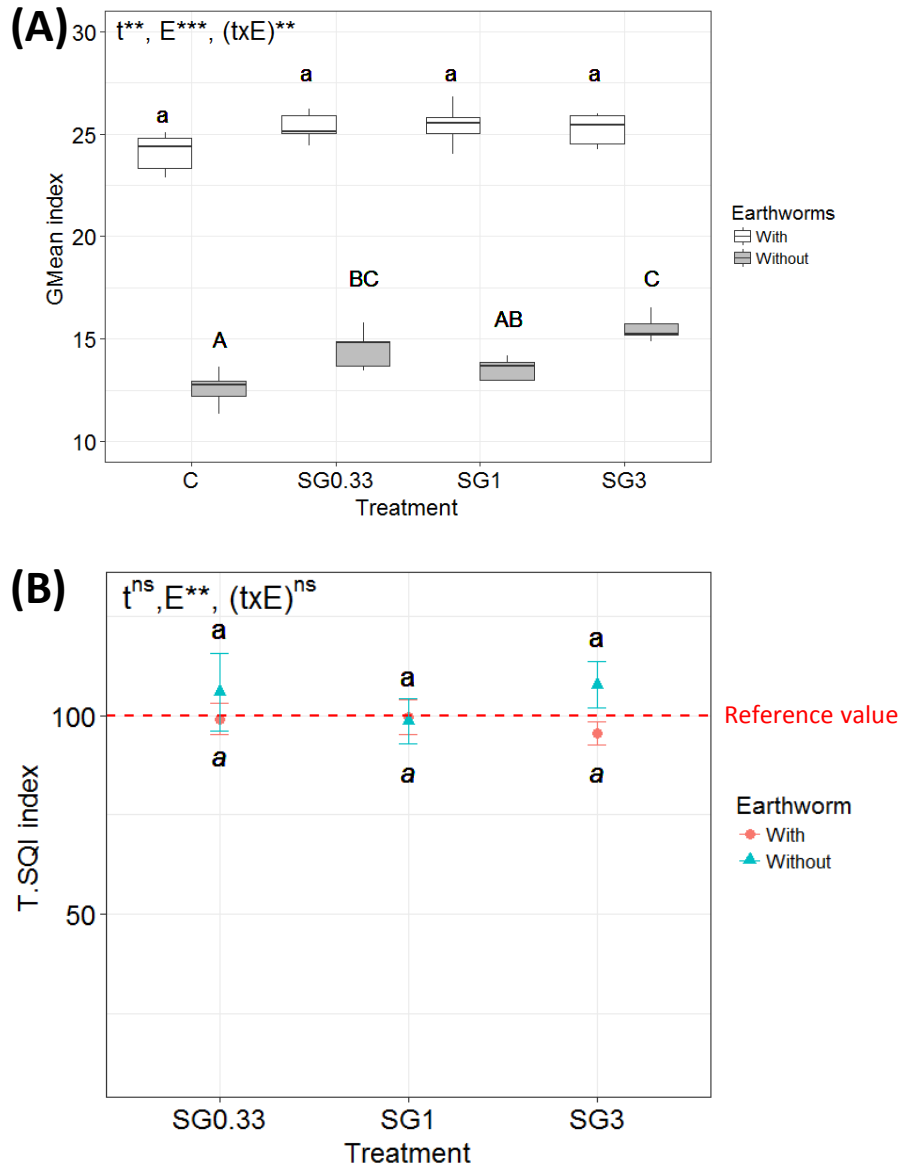 (A)
t**, E***, (txE)**
30
25
20
15
10
GMean index
a
a
a
a
A
BC
AB
C
C
SG0.33
SG1
SG3
Treatment
Earthworms
With
Without
(B)
t^ns,E**, (txE)^ns
100
50
T.SQI index
a
a
a
a
a
a
Reference value
SG0.33
SG1
SG3
Treatment
Earthworm
With
Without